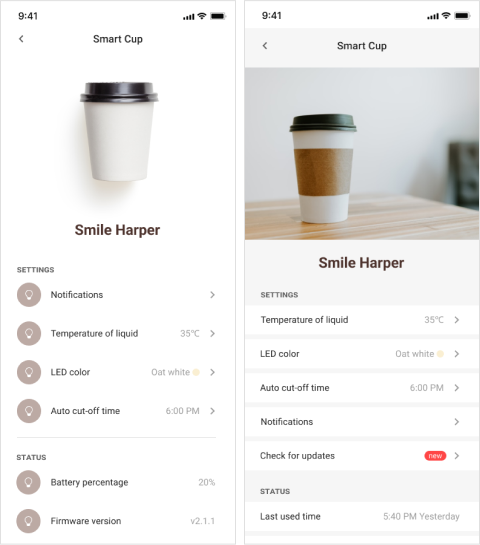 9:41
Smart Cup
Smile Harper
SETTINGS
Notifications
Temperature of liquid 35℃
LED color Oat white
Auto cut-off time 6:00 PM
STATUS
Battery percentage 20%
Firmware version v2.1.1
9:41
Smart Cup
Smile Harper
SETTINGS
Temperature of liquid 35℃
LED color Oat white
Auto cut-off time 6:00 PM
Notifications
Check for updates new
STATUS
Last used time 5:40 PM Yesterday